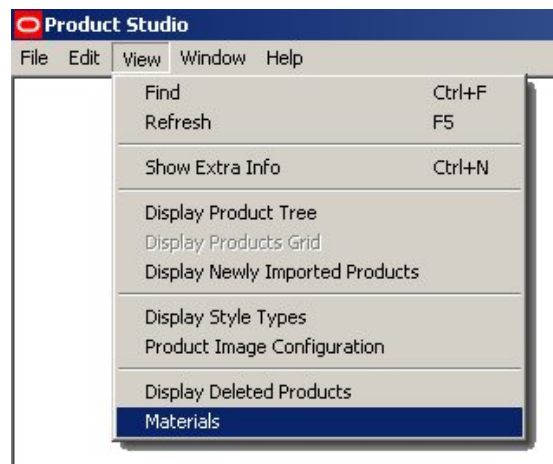 Product Studio
File Edit View Window Help
Find Ctrl+F
Refresh F5
Show Extra Info Ctrl+N
Display Product Tree
Display Products Grid
Display Newly Imported Products
Display Style Types
Product Image Configuration
Display Deleted Products
Materials